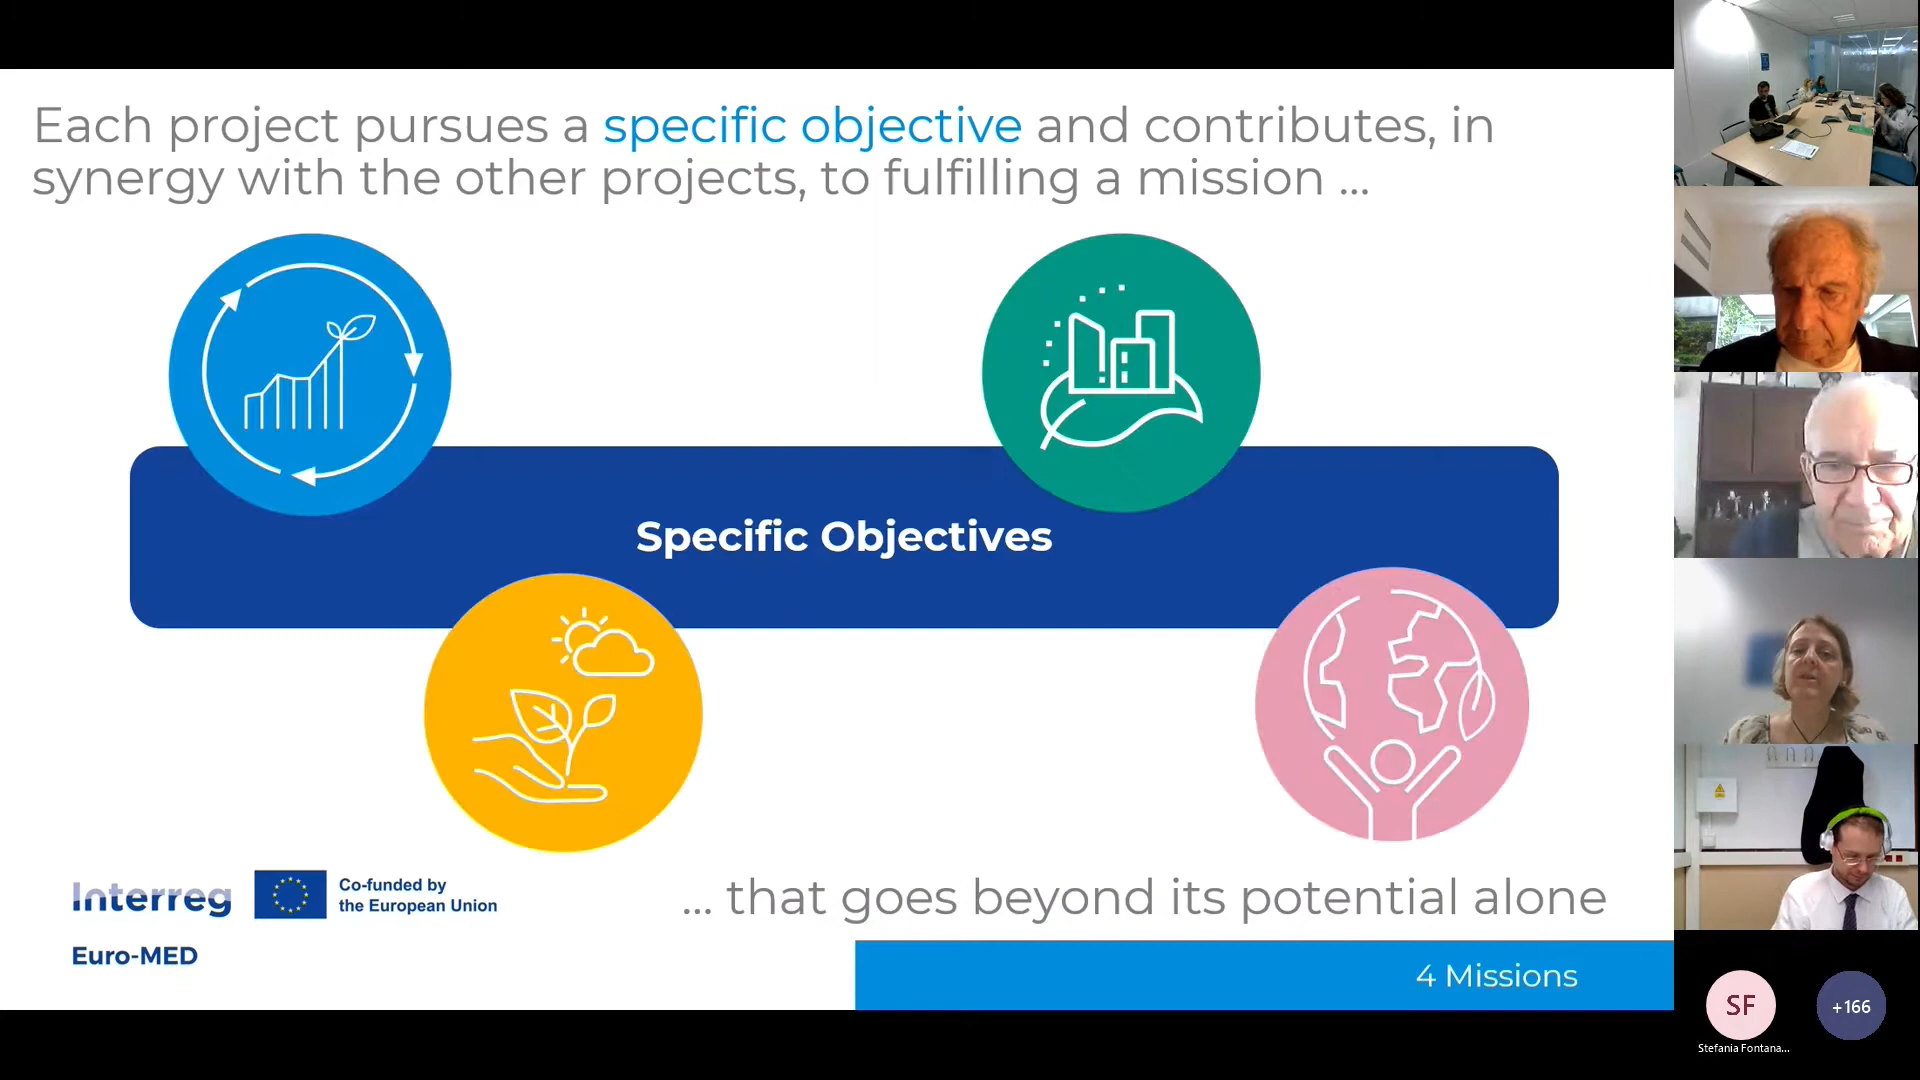 Each project pursues a specific objective and contributes, in
synergy with the other projects, to fulfilling a mission ...
Specific Objectives
... that goes beyond its potential alone
Interreg
Co-funded by
the European Union
Euro-MED
4 Missions
SF
+166
Stefania Fontana...